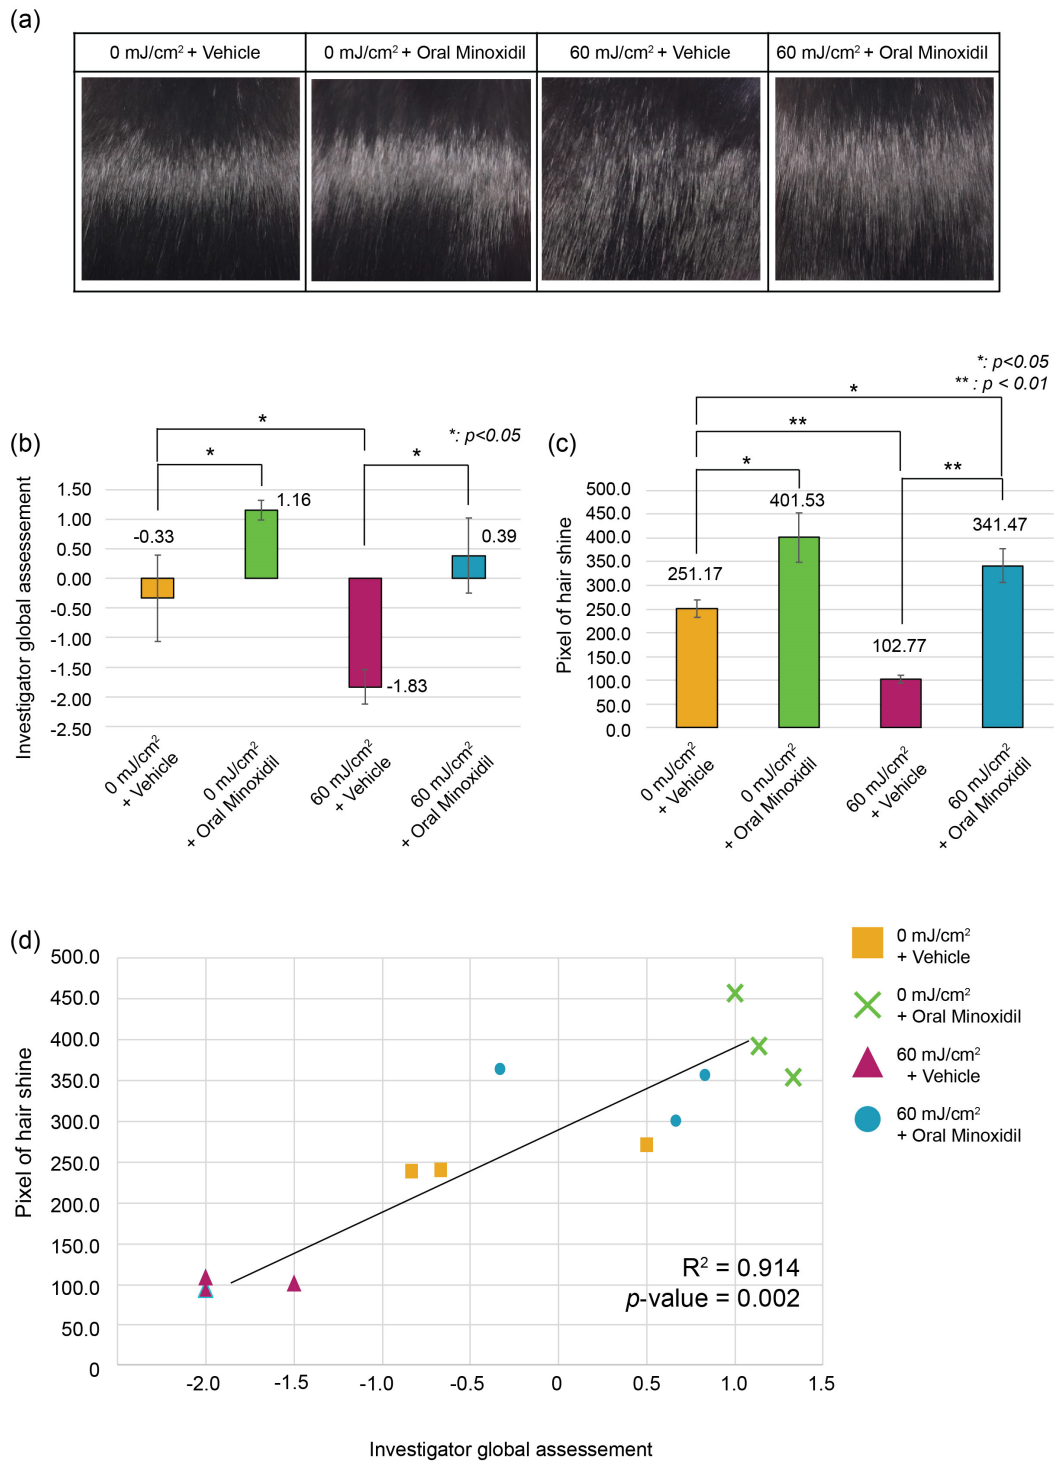 (a)
0 mJ/cm² + Vehicle
0 mJ/cm² + Oral Minoxidil
60 mJ/cm² + Vehicle
60 mJ/cm² + Oral Minoxidil
(b)
*: p<0.05
*
*
*
Investigator global assessment
1.50
1.00
0.50
0.00
-0.50
-1.00
-1.50
-2.00
-2.50
-0.33
1.16
-1.83
0.39
0 mJ/cm²
+ Vehicle
0 mJ/cm²
+ Oral Minoxidil
60 mJ/cm²
+ Vehicle
60 mJ/cm²
+ Oral Minoxidil
(c)
*: p<0.05
** : p < 0.01
*
**
*
**
Pixel of hair shine
500.0
450.0
400.0
350.0
300.0
250.0
200.0
150.0
100.0
50.0
0.0
251.17
401.53
102.77
341.47
0 mJ/cm²
+ Vehicle
0 mJ/cm²
+ Oral Minoxidil
60 mJ/cm²
+ Vehicle
60 mJ/cm²
+ Oral Minoxidil
(d)
Pixel of hair shine
500.0
450.0
400.0
350.0
300.0
250.0
200.0
150.0
100.0
50.0
0
-2.0
-1.5
-1.0
-0.5
0
0.5
1.0
1.5
R² = 0.914
p-value = 0.002
Investigator global assessement
0 mJ/cm²
+ Vehicle
0 mJ/cm²
+ Oral Minoxidil
60 mJ/cm²
+ Vehicle
60 mJ/cm²
+ Oral Minoxidil